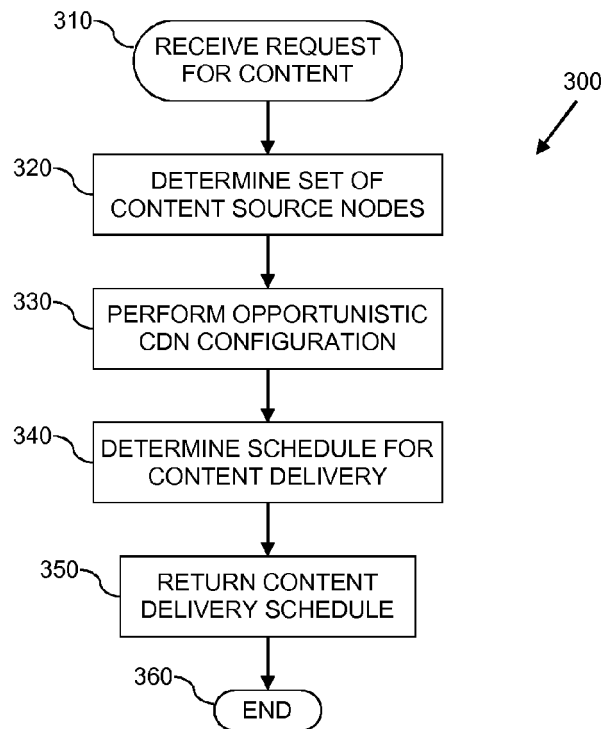 310
RECEIVE REQUEST
FOR CONTENT
300
320
DETERMINE SET OF
CONTENT SOURCE NODES
330
PERFORM OPPORTUNISTIC
CDN CONFIGURATION
340
DETERMINE SCHEDULE FOR
CONTENT DELIVERY
350
RETURN CONTENT
DELIVERY SCHEDULE
360
END